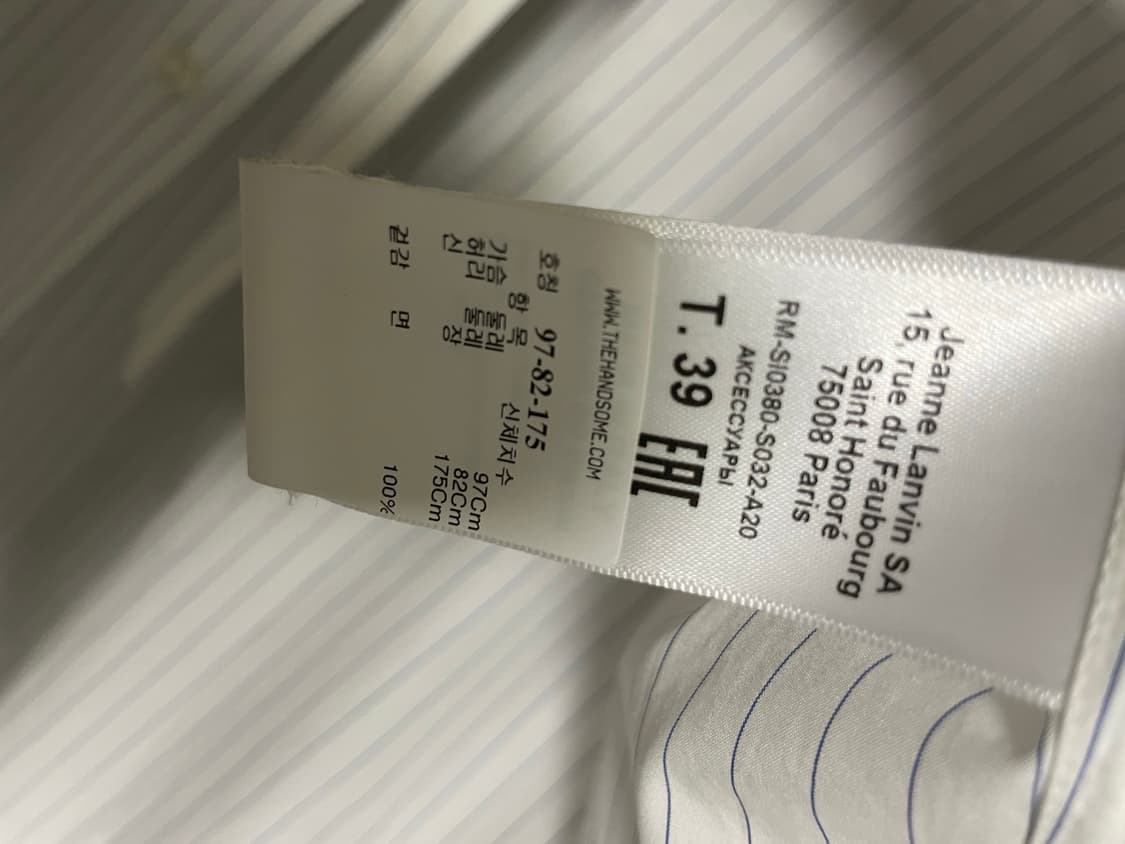 Jeanne Lanvin SA
15, rue du Faubourg
Saint Honoré
75008 Paris
RM-SI0380-S032-A20
АКСЕССУАРЫ
T. 39 EAC
WWW.THEHANDSOME.COM
호칭 97-82-175
항 목 신체치수
가슴 둘레 97Cm
허리 둘레 82Cm
신 장 175Cm
겉감 면 100%